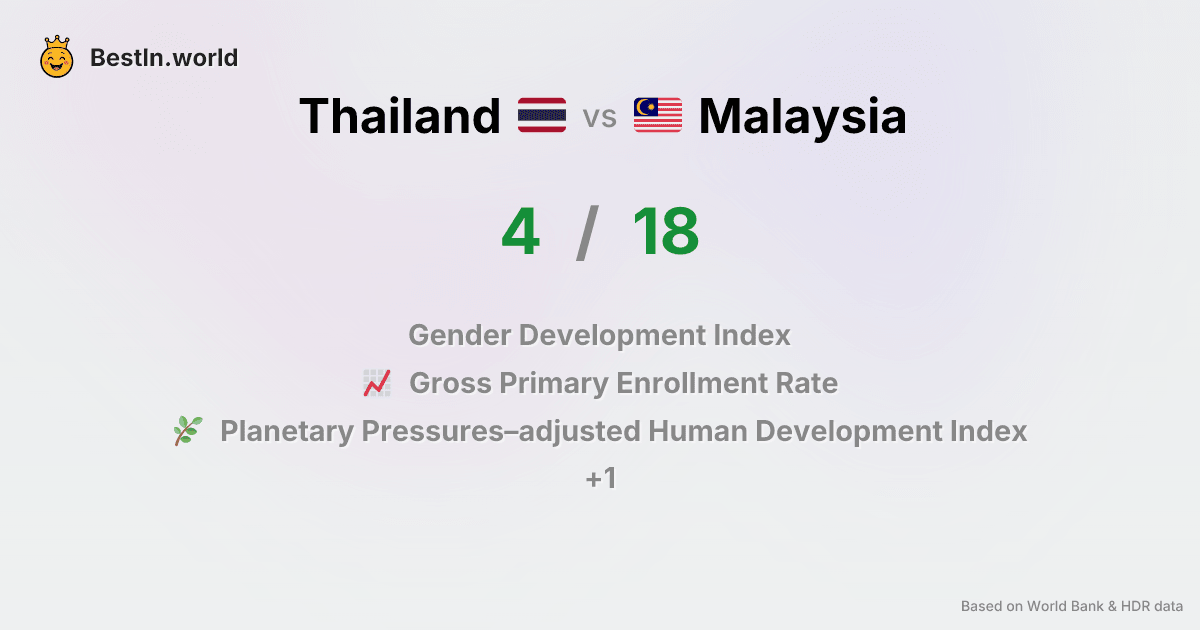 BestIn.world
Thailand vs Malaysia
4 / 18
Gender Development Index
Gross Primary Enrollment Rate
Planetary Pressures–adjusted Human Development Index
+1
Based on World Bank & HDR data